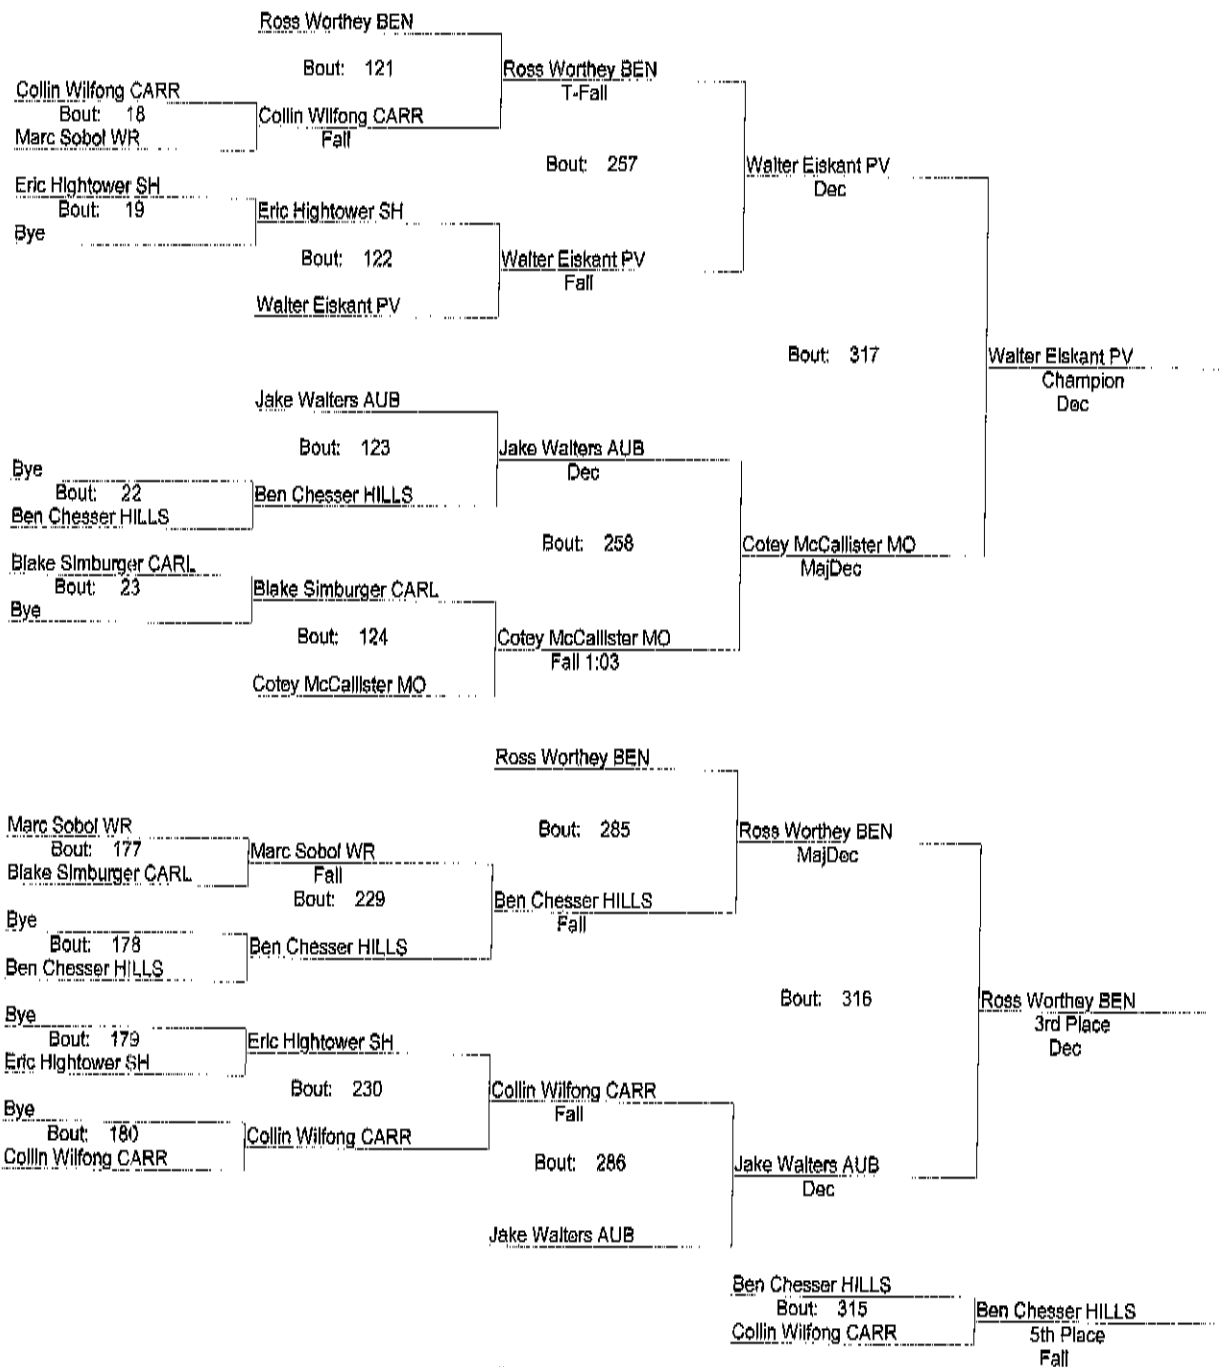 Ross Worthey BEN
Bout: 121
Ross Worthey BEN
T-Fall
Collin Wilfong CARR
Bout: 18
Collin Wilfong CARR
Fall
Marc Sobol WR
Bout: 257
Walter Eiskant PV
Dec
Eric Hightower SH
Bout: 19
Eric Hightower SH
Bye
Bout: 122
Walter Eiskant PV
Fall
Walter Eiskant PV
Bout: 317
Walter Eiskant PV
Champion
Dec
Jake Walters AUB
Bout: 123
Jake Walters AUB
Dec
Bye
Bout: 22
Ben Chesser HILLS
Ben Chesser HILLS
Bout: 258
Cotey McCallister MO
MajDec
Blake Simburger CARL
Bout: 23
Blake Simburger CARL
Bye
Bout: 124
Cotey McCallister MO
Fall 1:03
Cotey McCallister MO
Ross Worthey BEN
Marc Sobol WR
Bout: 177
Marc Sobol WR
Fall
Blake Simburger CARL
Bout: 285
Ross Worthey BEN
MajDec
Bout: 229
Ben Chesser HILLS
Fall
Bye
Bout: 178
Ben Chesser HILLS
Ben Chesser HILLS
Bout: 316
Ross Worthey BEN
3rd Place
Dec
Bye
Bout: 179
Eric Hightower SH
Eric Hightower SH
Bout: 230
Collin Wilfong CARR
Fall
Bye
Bout: 180
Collin Wilfong CARR
Collin Wilfong CARR
Bout: 286
Jake Walters AUB
Dec
Jake Walters AUB
Ben Chesser HILLS
Bout: 315
Ben Chesser HILLS
Collin Wilfong CARR
5th Place
Fall